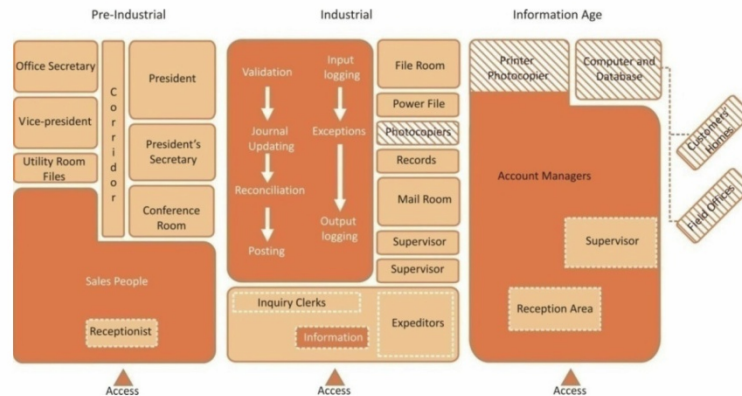 Pre-Industrial
Industrial
Information Age
Office Secretary
Corridor
President
Vice-president
President's
Secretary
Utility Room
Files
Conference
Room
Sales People
Receptionist
Access
Validation
Input
logging
Journal
Updating
Exceptions
Reconciliation
Output
logging
Posting
File Room
Power File
Photocopiers
Records
Mail Room
Supervisor
Supervisor
Inquiry Clerks
Information
Expeditors
Access
Printer
Photocopier
Computer and
Database
Customers'
Homes
Account Managers
Field Offices
Supervisor
Reception Area
Access